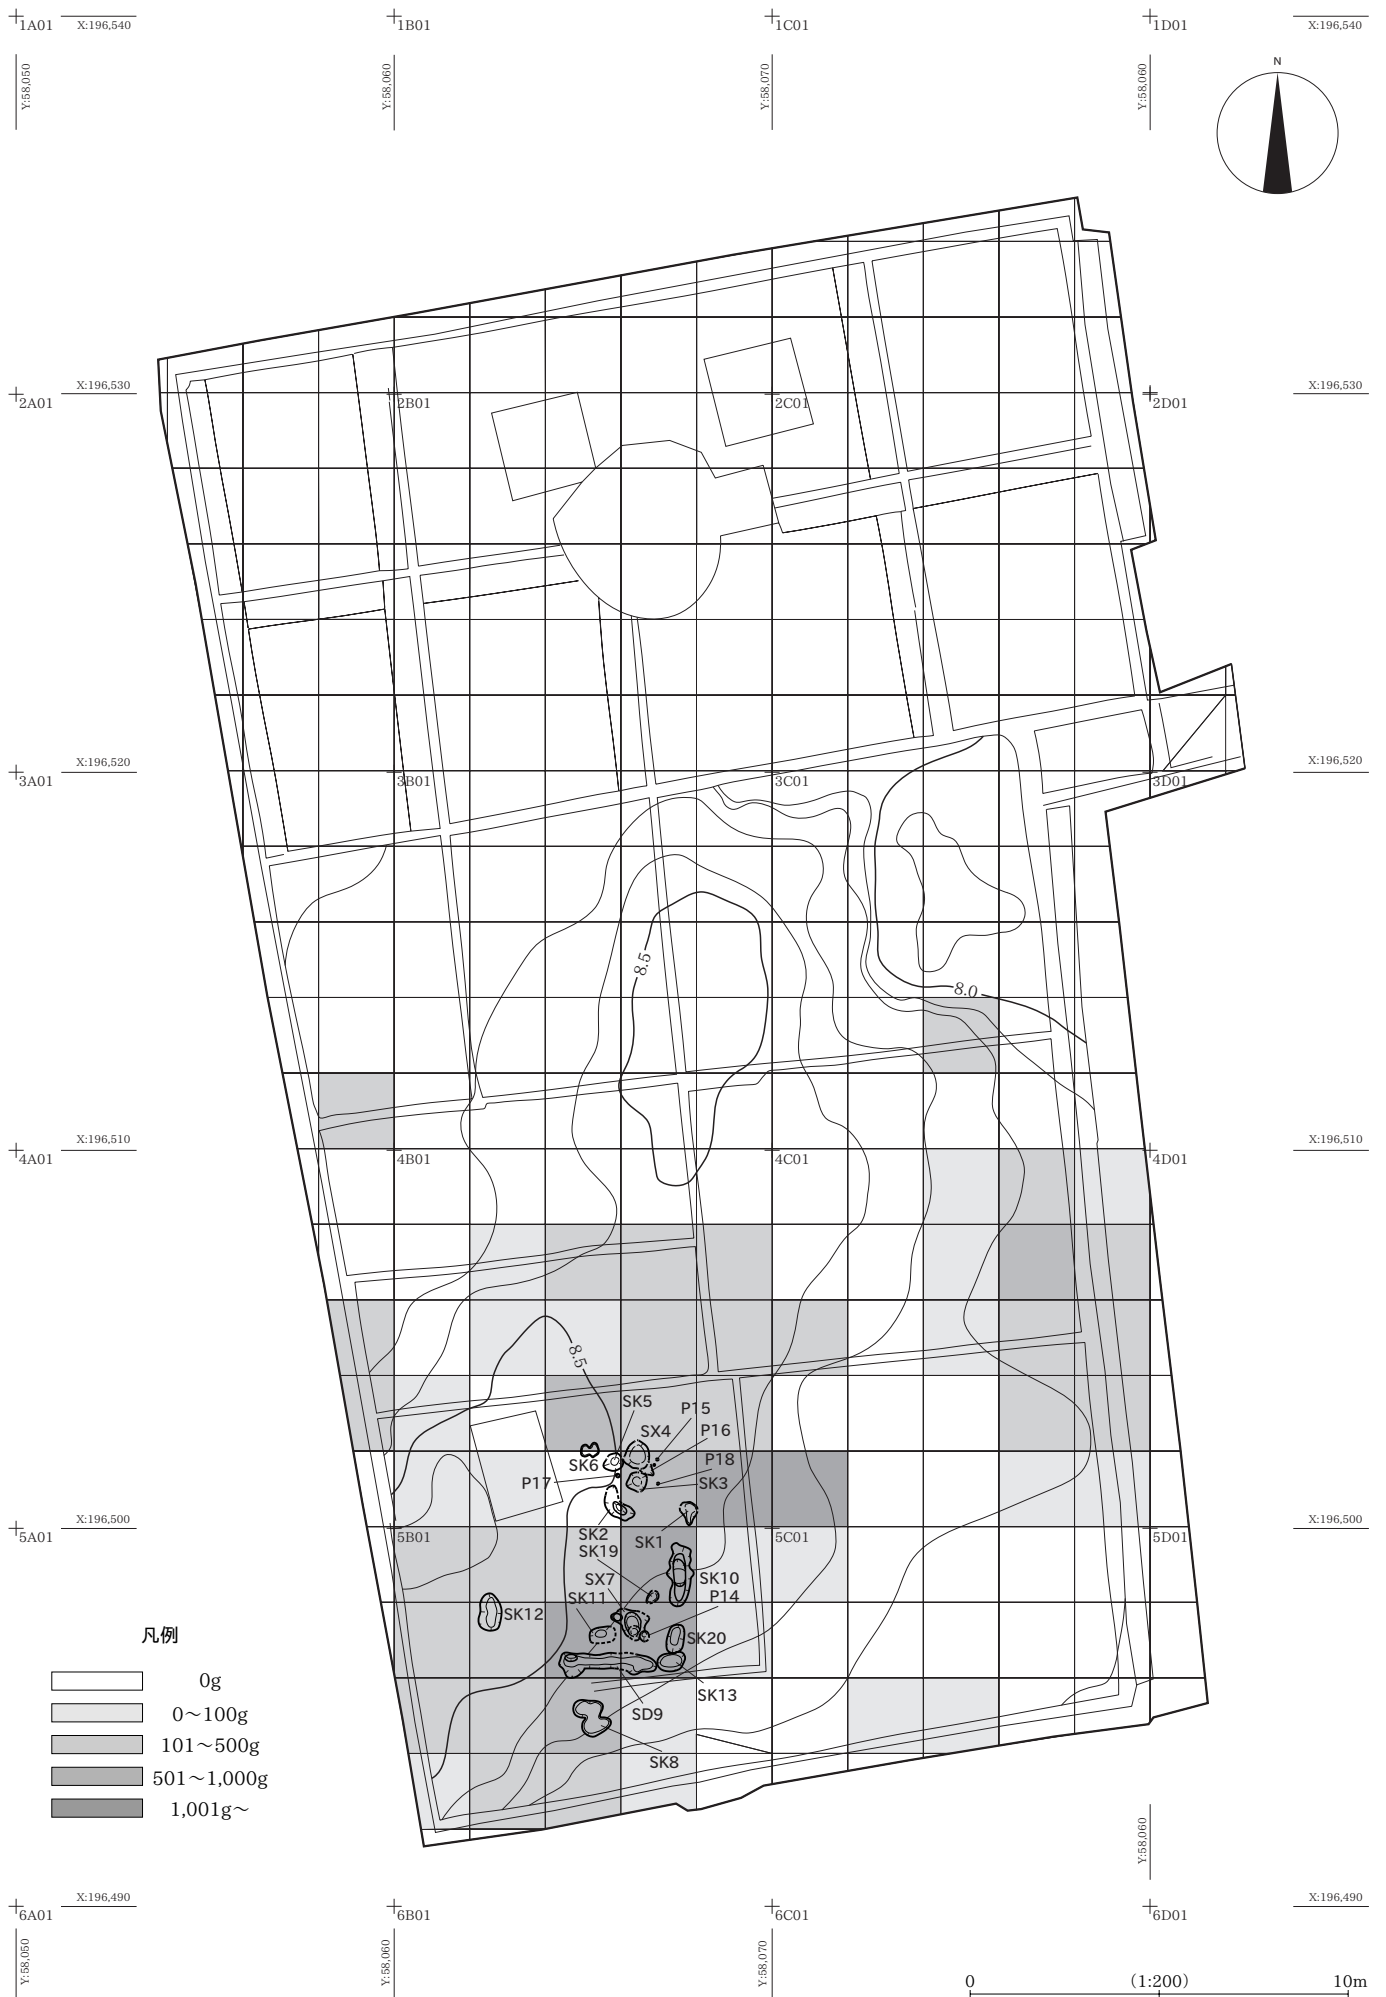 1A01
X:196,540
1B01
1C01
1D01
X:196,540
Y:58,050
Y:58,060
Y:58,070
Y:58,060
N
X:196,530
2A01
2B01
2C01
2D01
X:196,530
X:196,520
3A01
3B01
3C01
3D01
X:196,520
8.5
8.0
X:196,510
4A01
4B01
4C01
4D01
X:196,510
8.5
SK5
P15
SX4
P16
SK6
P18
P17
SK3
X:196,500
5A01
5B01
SK2
SK1
5C01
5D01
X:196,500
SK19
SX7
SK10
SK11
P14
SK12
SK20
SK13
SD9
SK8
凡例
0g
0～100g
101～500g
501～1,000g
1,001g～
Y:58,060
X:196,490
6A01
6B01
6C01
6D01
X:196,490
Y:58,050
Y:58,060
Y:58,070
0
（1:200）
10m